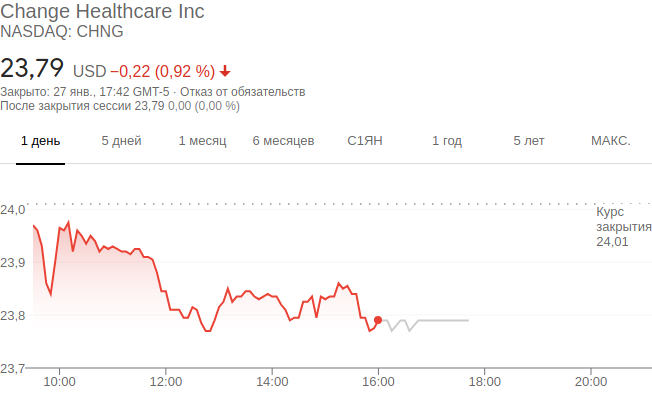 Change Healthcare Inc
NASDAQ: CHNG
23,79 USD −0,22 (0,92 %)
Закрыто: 27 янв., 17:42 GMT-5 · Отказ от обязательств
После закрытия сессии 23,79 0,00 (0,00 %)
1 день 5 дней 1 месяц 6 месяцев С1ЯН 1 год 5 лет МАКС.
24,0
Курс
закрытия
24,01
23,9
23,8
23,7
10:00 12:00 14:00 16:00 18:00 20:00